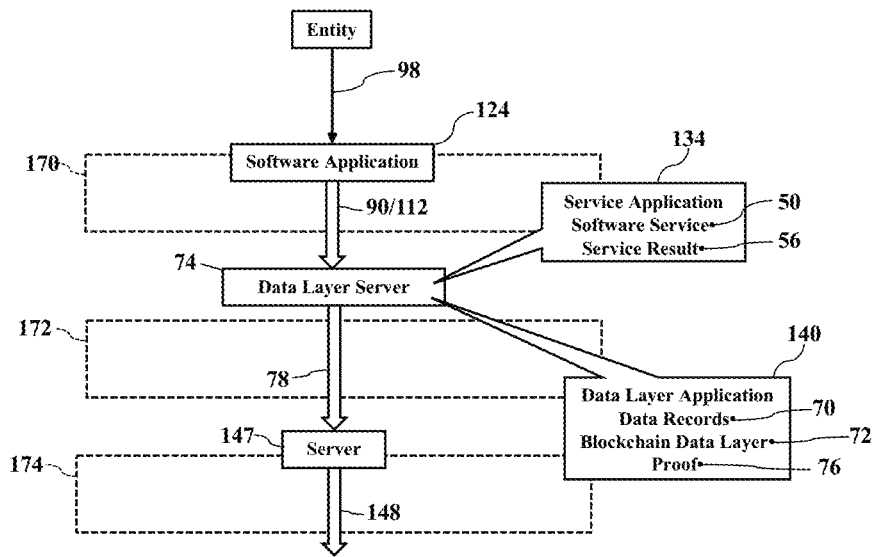 Entity
98
124
Software Application
170
134
90/112
Service Application
Software Service
50
Service Result
56
74
Data Layer Server
172
140
78
Data Layer Application
Data Records
70
147
Server
Blockchain Data Layer
72
174
Proof
76
148